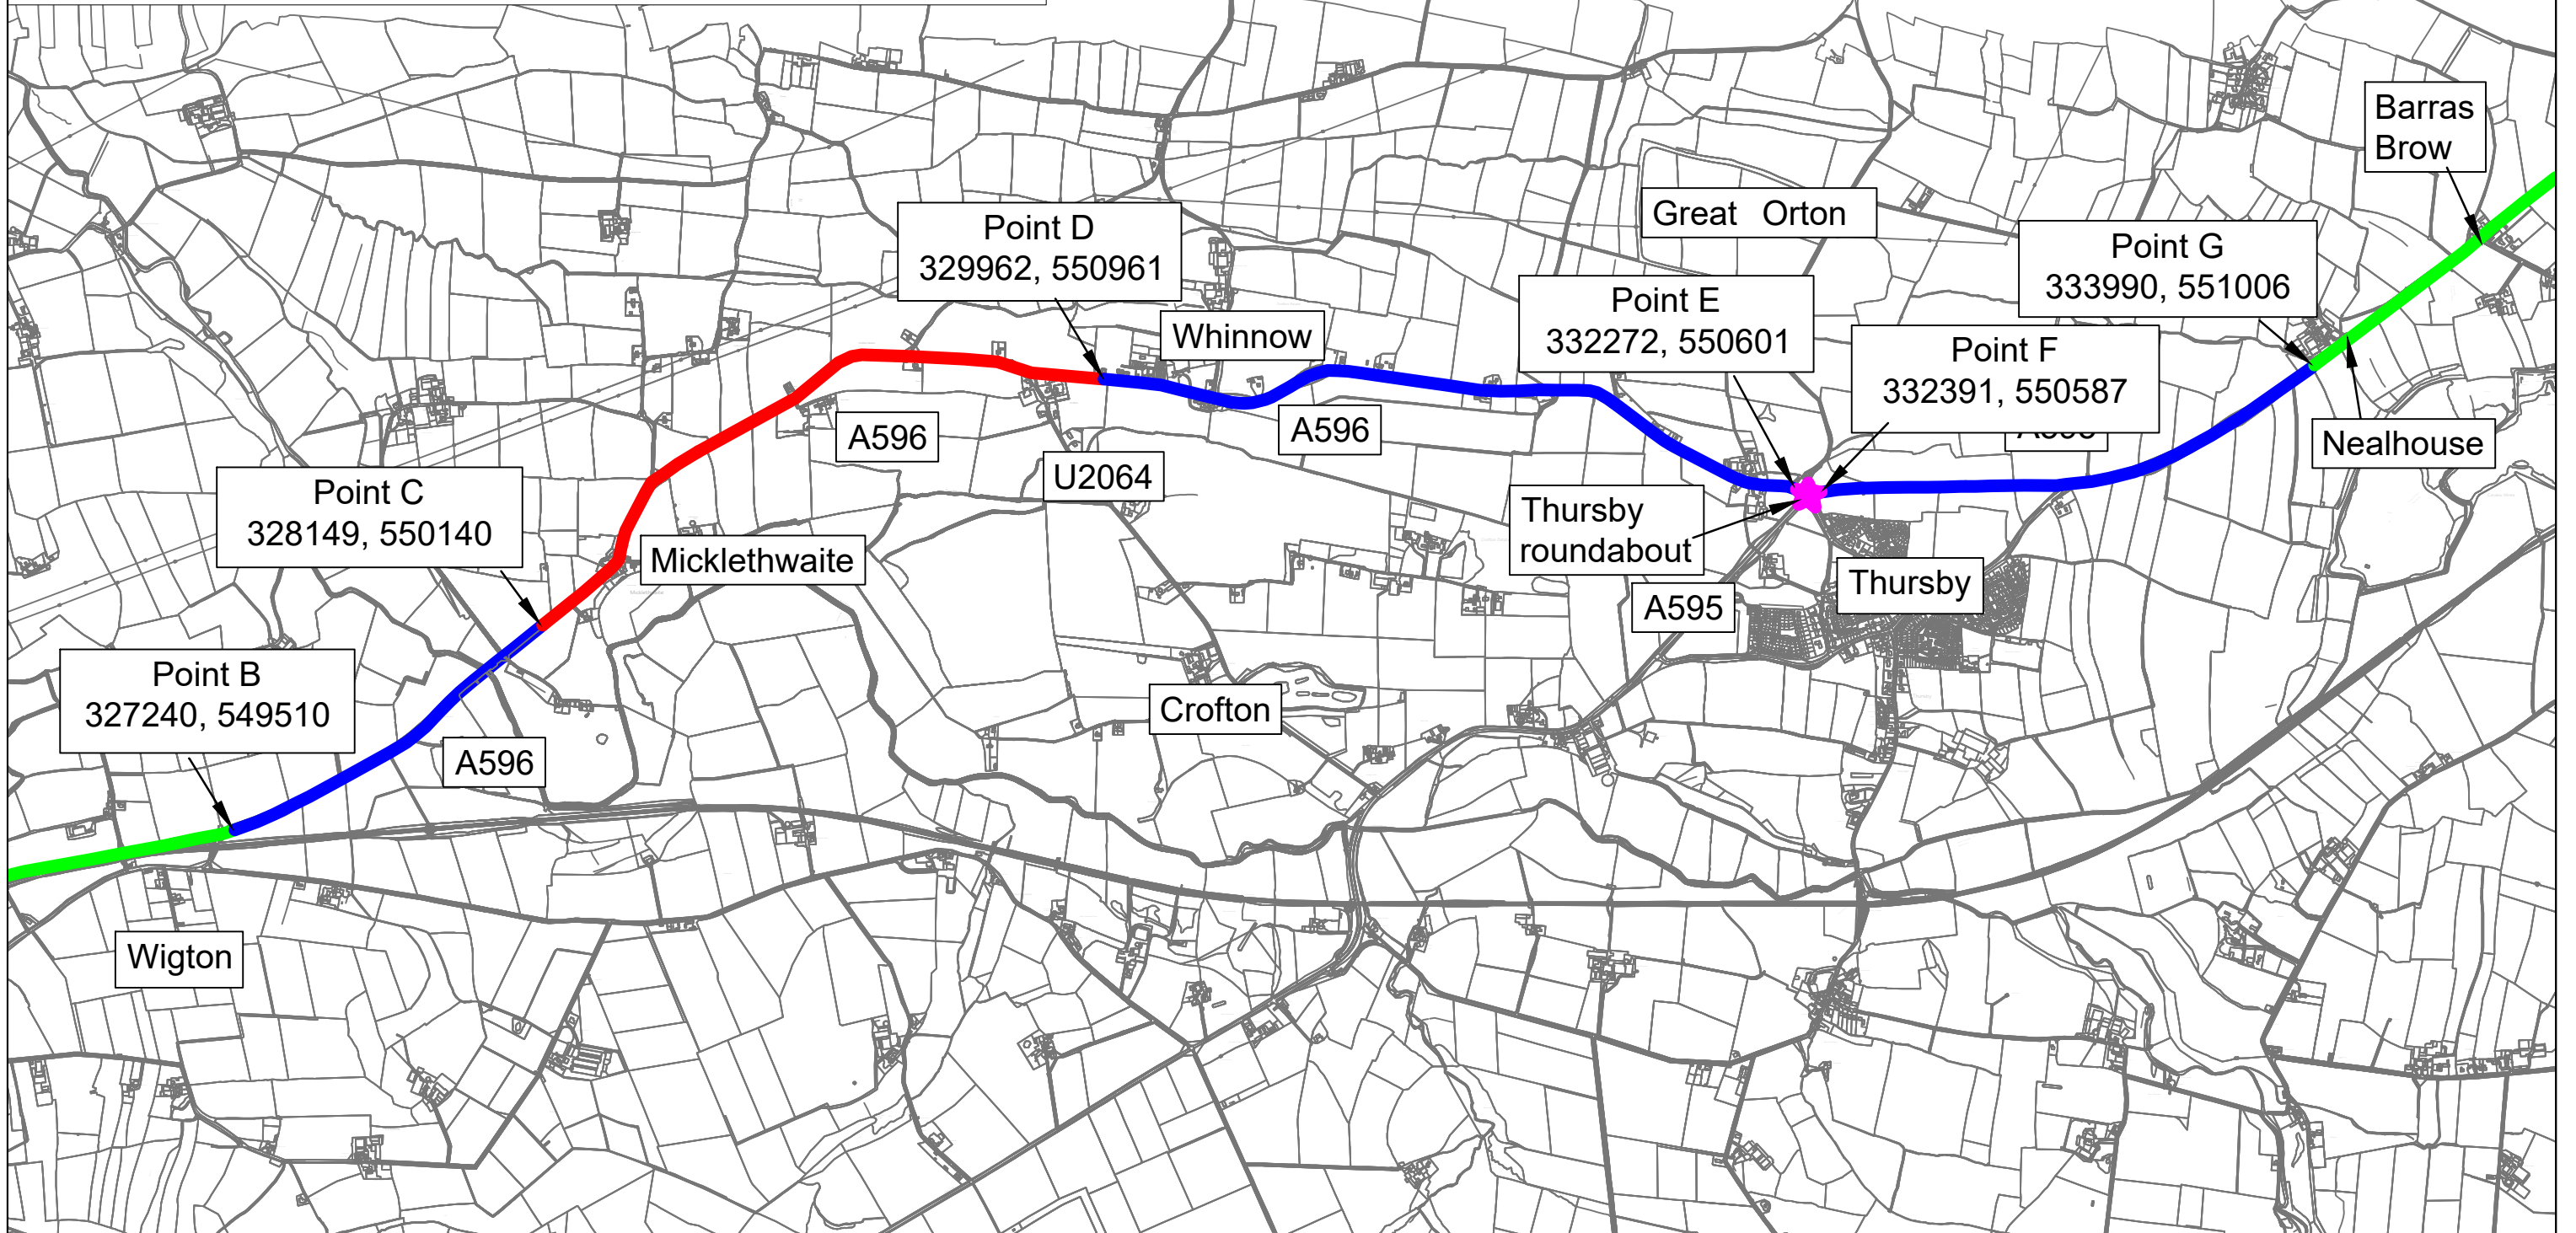 Barras
Brow
Great Orton
Point D
329962, 550961
Point G
333990, 551006
Point E
332272, 550601
Whinnow
Point F
332391, 550587
A596
A596
Nealhouse
U2064
Point C
328149, 550140
Thursby
roundabout
Micklethwaite
Thursby
A595
Point B
327240, 549510
Crofton
A596
Wigton